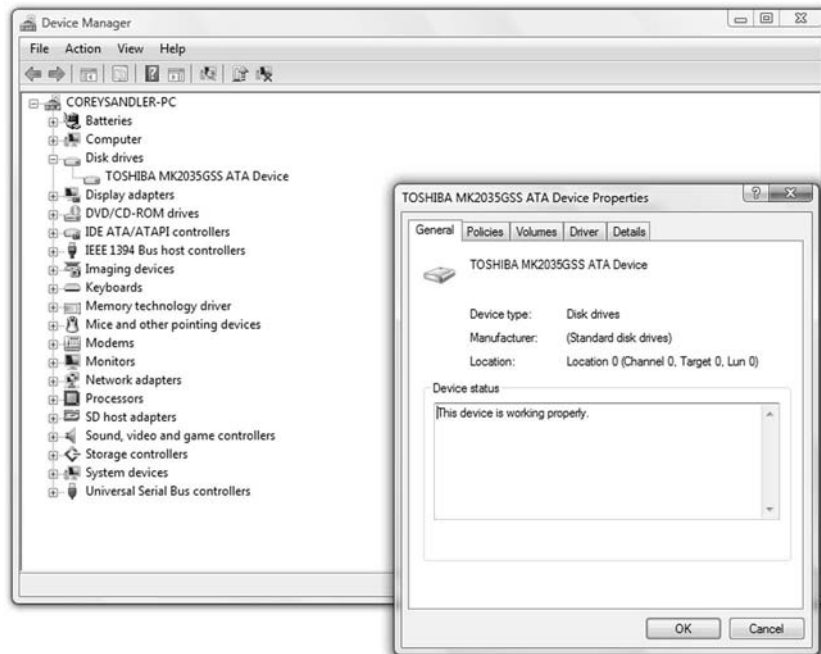 Device Manager
File Action View Help
COREYSANDLER-PC
Batteries
Computer
Disk drives
TOSHIBA MK2035GSS ATA Device
Display adapters
DVD/CD-ROM drives
IDE ATA/ATAPI controllers
IEEE 1394 Bus host controllers
Imaging devices
Keyboards
Memory technology driver
Mice and other pointing devices
Modems
Monitors
Network adapters
Processors
SD host adapters
Sound, video and game controllers
Storage controllers
System devices
Universal Serial Bus controllers
TOSHIBA MK2035GSS ATA Device Properties
General Policies Volumes Driver Details
TOSHIBA MK2035GSS ATA Device
Device type: Disk drives
Manufacturer: (Standard disk drives)
Location: Location 0 (Channel 0, Target 0, Lun 0)
Device status
This device is working properly.
OK Cancel